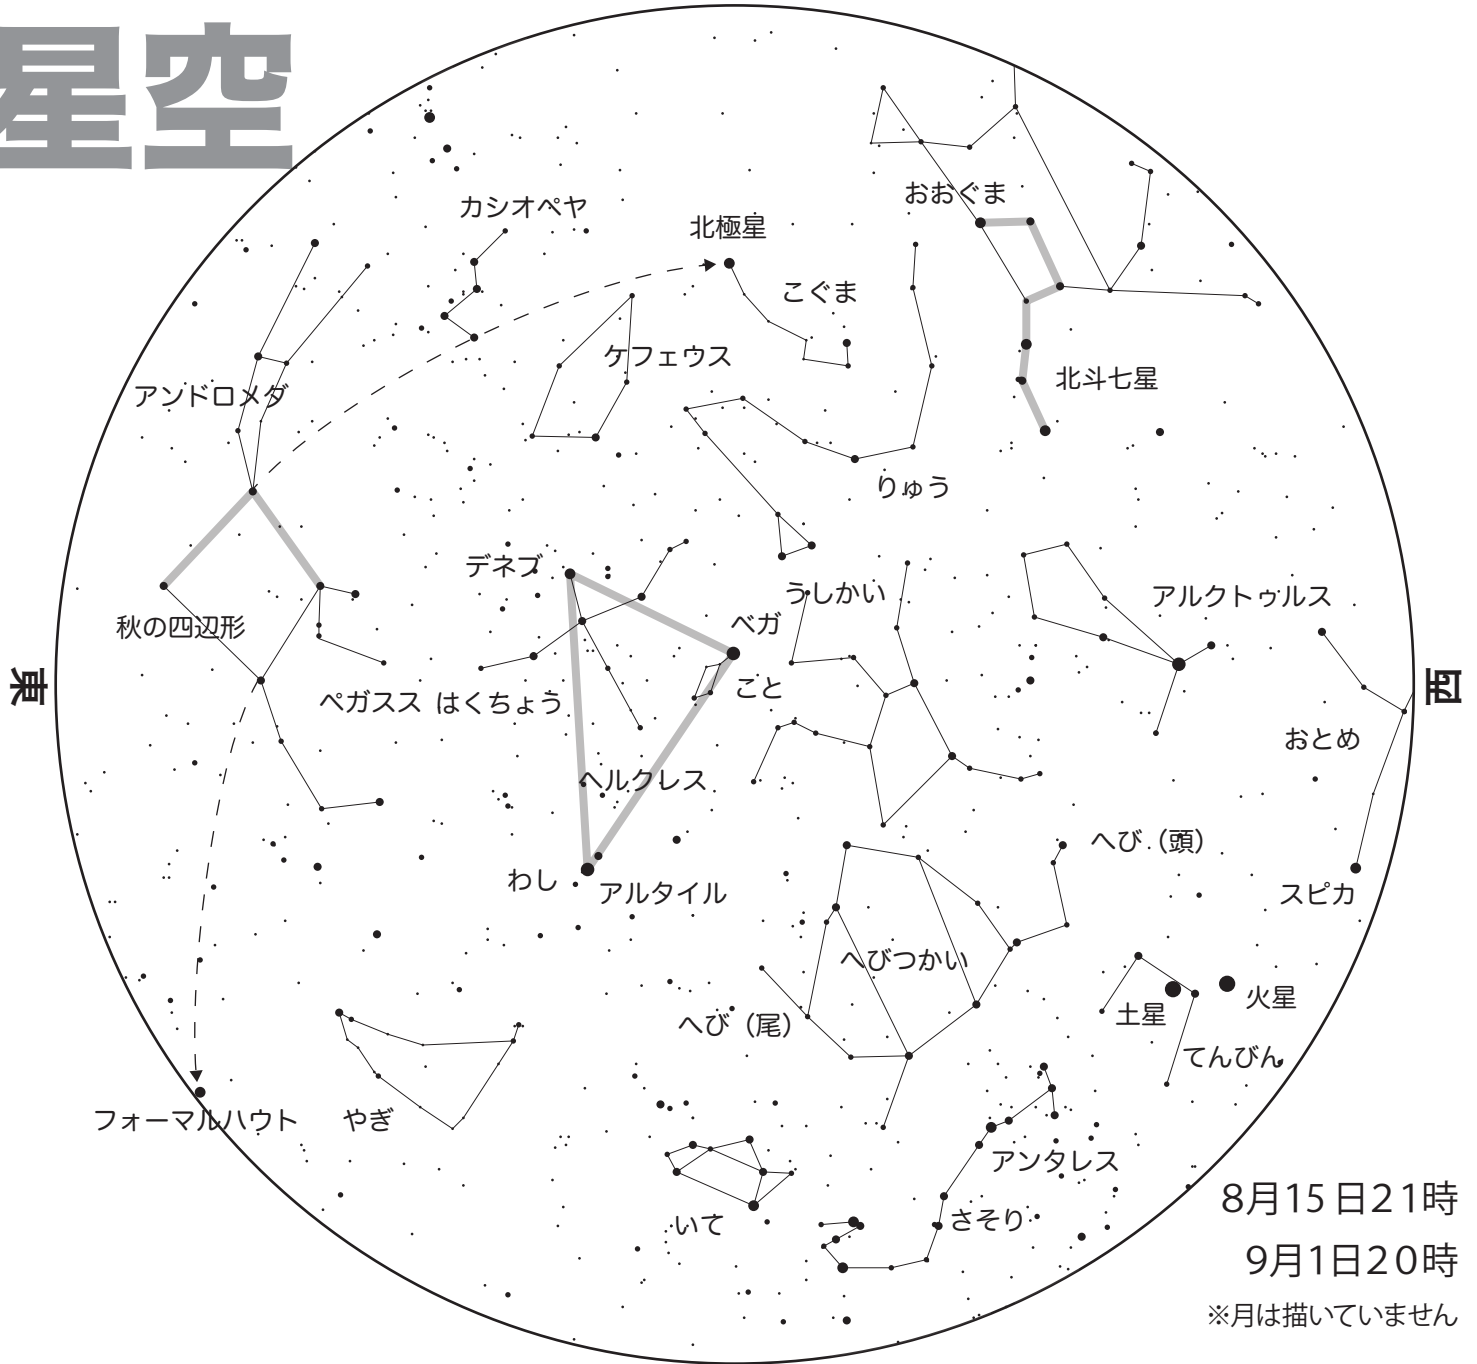 星空
カシオペヤ
北極星
おおぐま
こぐま
ケフェウス
北斗七星
アンドロメダ
りゅう
デネブ
うしかい
アルクトゥルス
秋の四辺形
ベガ
東
ペガスス
はくちょう
こと
西
おとめ
ヘルクレス
へび(頭)
わし
アルタイル
スピカ
へびつかい
土星
火星
へび(尾)
てんびん
フォーマルハウト
やぎ
アンタレス
いて
さそり
8月15日21時
9月1日20時
※月は描いていません